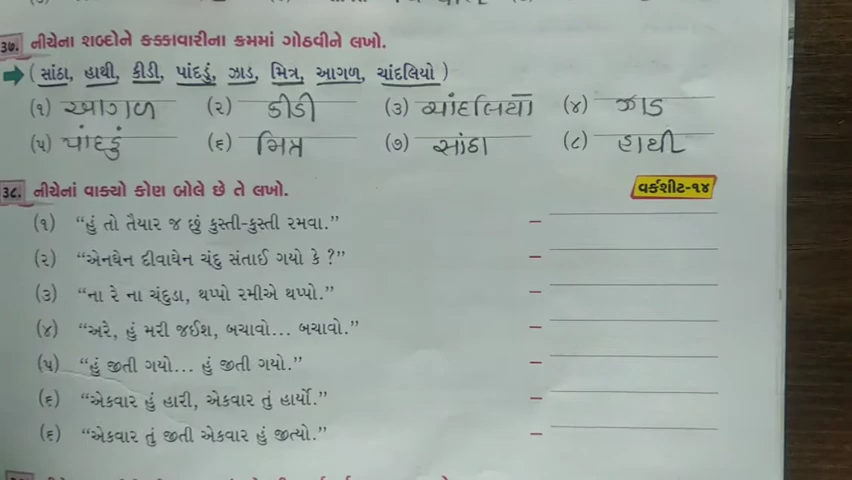 ૩૭. નીચેના શબ્દોને કક્કાવારીના ક્રમમાં ગોઠવીને લખો.
( સાંઠા, હાથી, કીડી, પાંદડું, ઝાડ, મિત્ર, આગળ, ચાંદલિયો )
(૧) આગળ (૨) કીડી (૩) ચાંદલિયો (૪) ઝાડ
(૫) પાંદડું (૬) મિત્ર (૭) સાંઠા (૮) હાથી
૩૮. નીચેનાં વાક્યો કોણ બોલે છે તે લખો. વર્કશીટ-૧૪
(૧) “હું તો તૈયાર જ છું કુસ્તી-કુસ્તી રમવા.” –
(૨) “એનઘેન દીવાઘેન ચંદુ સંતાઈ ગયો કે ?” –
(૩) “ના રે ના ચંદુડા, થપ્પો રમીએ થપ્પો.” –
(૪) “અરે, હું મરી જઈશ, બચાવો... બચાવો.” –
(૫) “હું જીતી ગયો... હું જીતી ગયો.” –
(૬) “એકવાર હું હારી, એકવાર તું હાર્યો.” –
(૬) “એકવાર તું જીતી એકવાર હું જીત્યો.” –